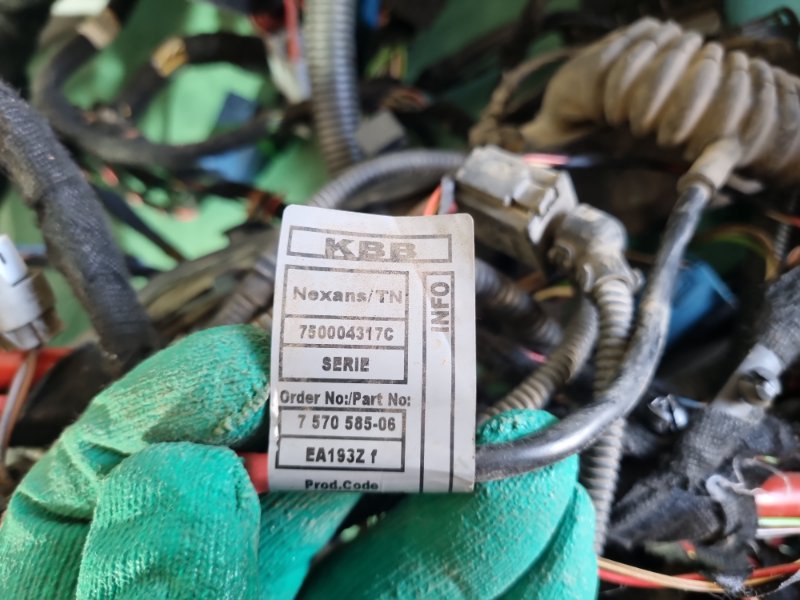 KBB
Nexans/TN
750004317C
SERIE
Order No:/Part No:
7 570 585-06
EA193Z f
Prod.Code
INFO